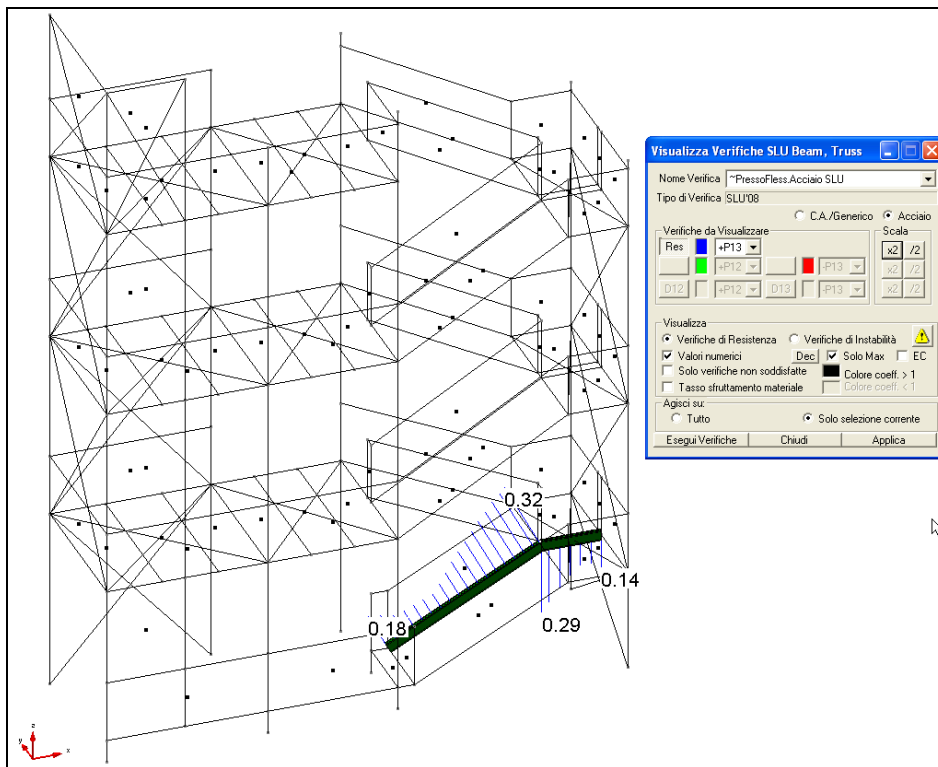 Visualizza Verifiche SLU Beam, Truss
Nome Verifica ~PressoFless.Acciaio SLU
Tipo di Verifica SLU'08
C.A./Generico Acciaio
Verifiche da Visualizzare Scala
Res +P13 x2 /2
+P12 -P13 x2 /2
D12 +P12 D13 -P13 x2 /2
Visualizza
Verifiche di Resistenza Verifiche di Instabilità
Valori numerici Dec Solo Max EC
Solo verifiche non soddisfatte Colore coeff. > 1
Tasso sfruttamento materiale Colore coeff. < 1
Agisci su:
Tutto Solo selezione corrente
Esegui Verifiche Chiudi Applica
0.32
0.14
0.18
0.29
z
y
x